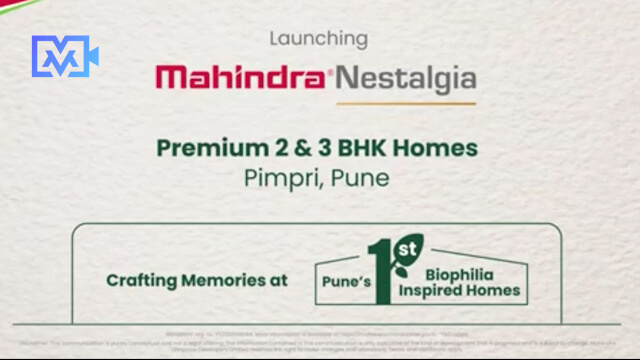 Launching
Mahindra® Nestalgia
Premium 2 & 3 BHK Homes
Pimpri, Pune
Crafting Memories at
Pune's 1st Biophilia
Inspired Homes